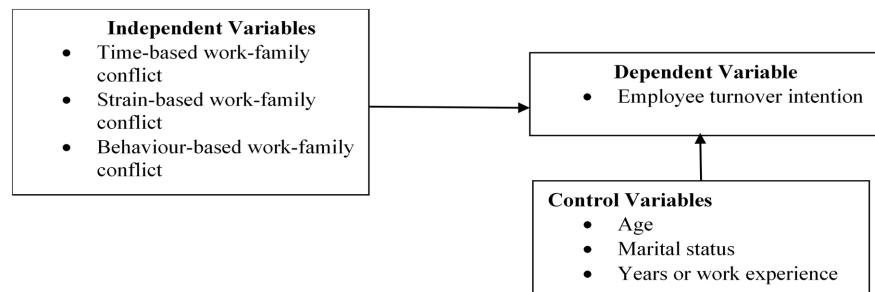 Independent Variables
• Time-based work-family
conflict
• Strain-based work-family
conflict
• Behaviour-based work-family
conflict
Dependent Variable
• Employee turnover intention
Control Variables
• Age
• Marital status
• Years or work experience